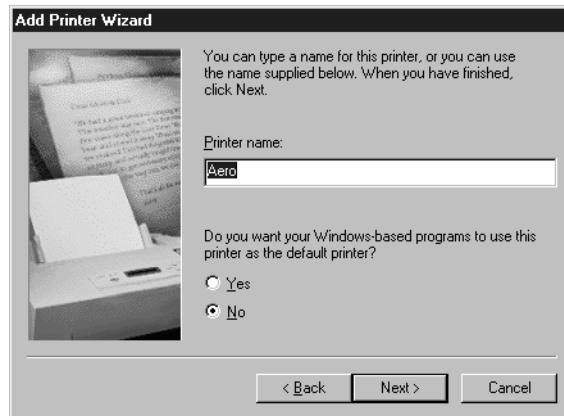 Add Printer Wizard
You can type a name for this printer, or you can use
the name supplied below. When you have finished,
click Next.
Printer name:
Aero
Do you want your Windows-based programs to use this
printer as the default printer?
Yes
No
< Back
Next >
Cancel